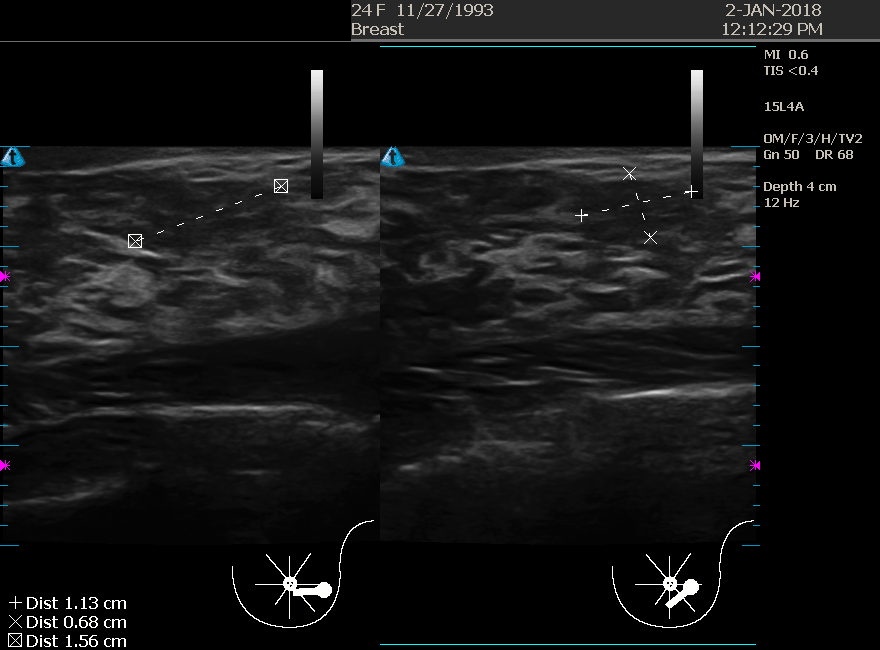 24 F 11/27/1993 2-JAN-2018
Breast 12:12:29 PM
MI 0.6
TIS <0.4
15L4A
OM/F/3/H/TV2
Gn 50 DR 68
Depth 4 cm
12 Hz
Dist 1.13 cm
Dist 0.68 cm
Dist 1.56 cm